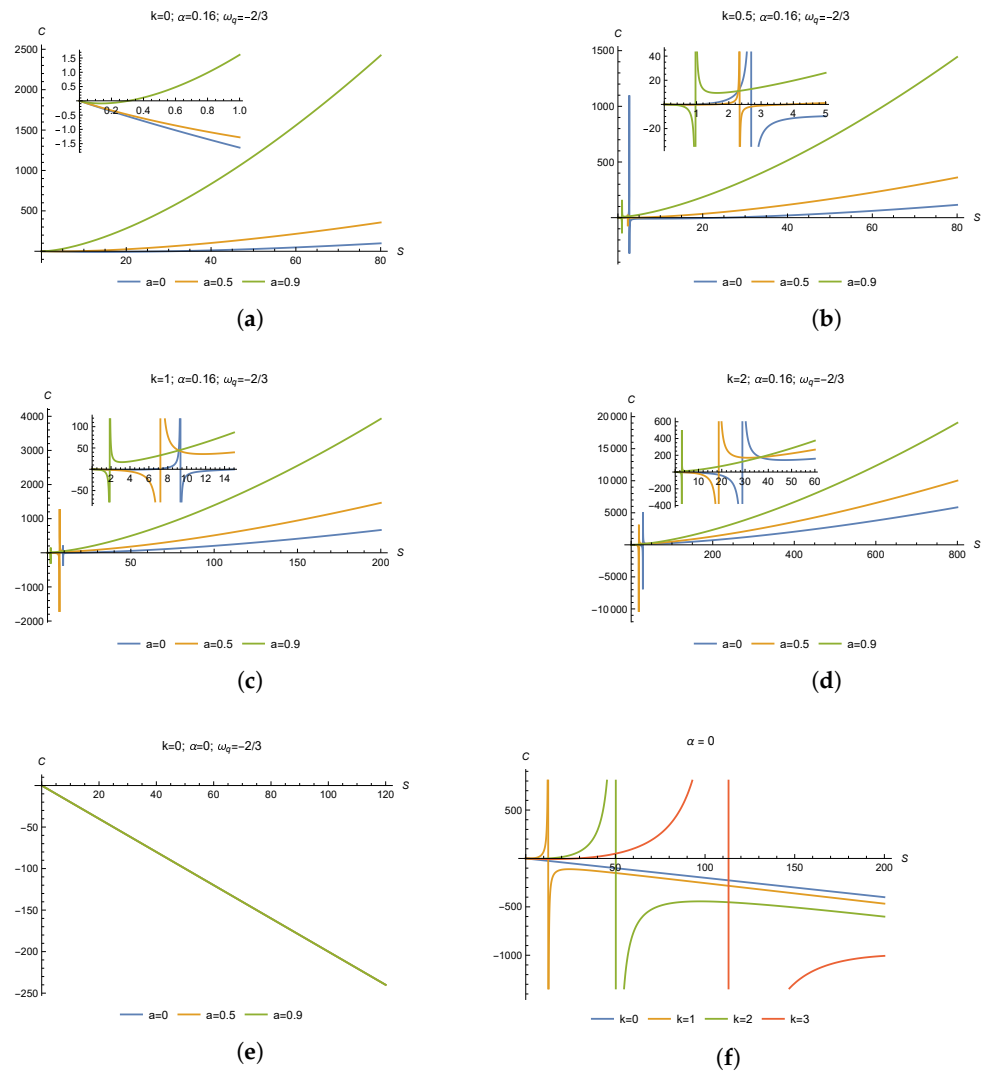 k=0; α=0.16; ω_q=-2/3
C
2500
2000
1500
1000
500
20 40 60 80 S
1.5
1.0
0.5
-0.5
-1.0
-1.5
0.2 0.4 0.6 0.8 1.0
a=0 a=0.5 a=0.9
(a)
k=0.5; α=0.16; ω_q=-2/3
C
1500
1000
500
20 40 60 80 S
40
20
-20
1 2 3 4 5
a=0 a=0.5 a=0.9
(b)
k=1; α=0.16; ω_q=-2/3
C
4000
3000
2000
1000
-1000
-2000
50 100 150 200 S
100
50
-50
2 4 6 8 10 12 14
a=0 a=0.5 a=0.9
(c)
k=2; α=0.16; ω_q=-2/3
C
20 000
15 000
10 000
5000
-5000
-10 000
200 400 600 800 S
600
400
200
-200
-400
10 20 30 40 50 60
a=0 a=0.5 a=0.9
(d)
k=0; α=0; ω_q=-2/3
C
20 40 60 80 100 120 S
-50
-100
-150
-200
-250
a=0 a=0.5 a=0.9
(e)
α = 0
C
500
-500
-1000
50 100 150 200 S
k=0 k=1 k=2 k=3
(f)